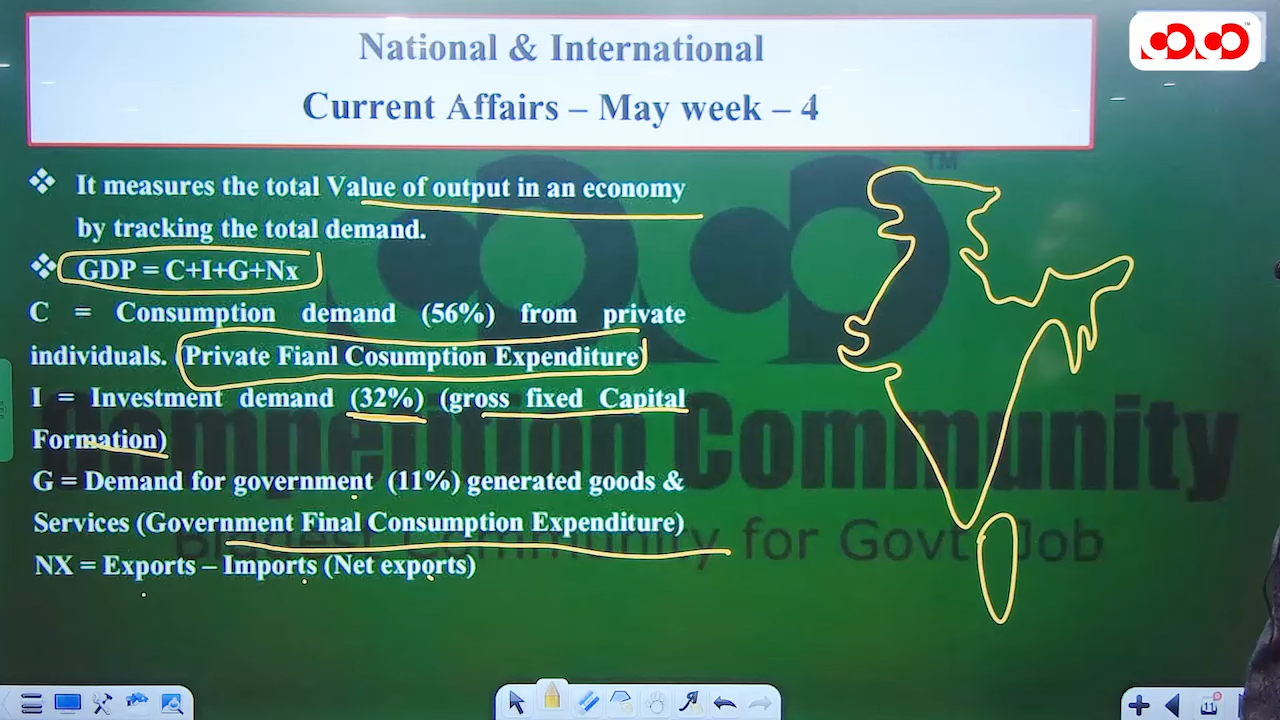 National & International
Current Affairs – May week – 4
™
™
❖ It measures the total Value of output in an economy
by tracking the total demand.
❖ GDP = C+I+G+Nx
C = Consumption demand (56%) from private
individuals. (Private Fianl Cosumption Expenditure)
I = Investment demand (32%) (gross fixed Capital
Formation)
G = Demand for government (11%) generated goods &
Services (Government Final Consumption Expenditure)
NX = Exports – Imports (Net exports)
Competition Community
Biggest Community for Govt Job
11